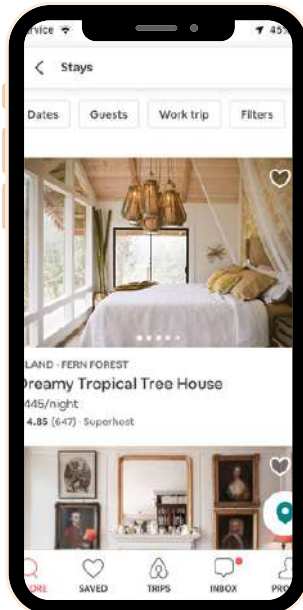 rvice 45
Stays
Dates Guests Work trip Filters
LAND · FERN FOREST
Dreamy Tropical Tree House
445/night
4.85 (647) · Superhost
ORE SAVED TRIPS INBOX PRO